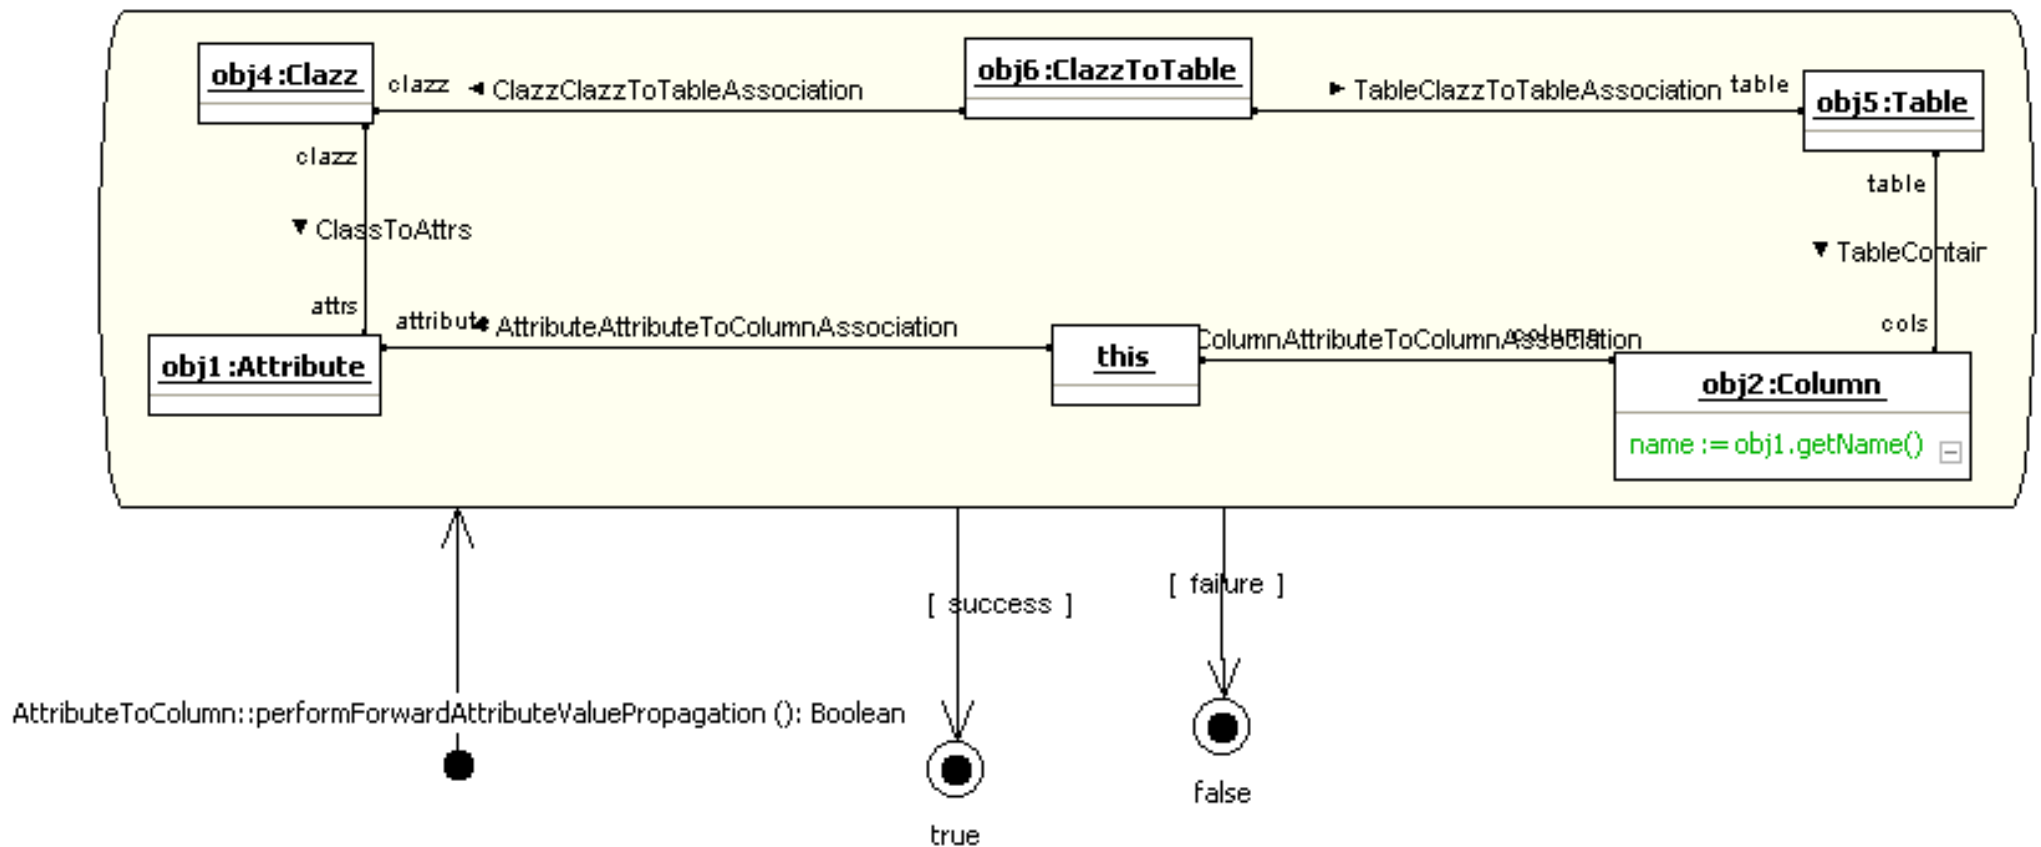 obj4 :Clazz
clazz ◄ ClazzClazzToTableAssociation
obj6 :ClazzToTable
► TableClazzToTableAssociation table
obj5 :Table
clazz
table
▼ ClassToAttrs
▼ TableContain
attrs
cols
attribute ◄ AttributeAttributeToColumnAssociation
ColumnAttributeToColumnAssociation
column
obj1 :Attribute
this
obj2 :Column
name := obj1.getName()
[ failure ]
[ success ]
AttributeToColumn::performForwardAttributeValuePropagation (): Boolean
false
true